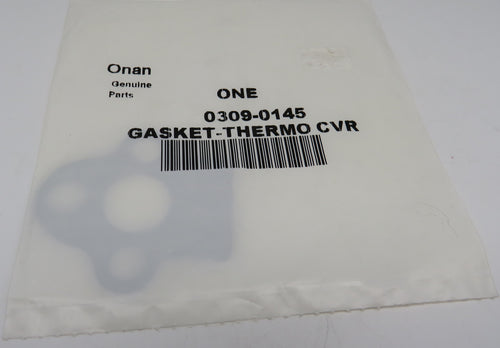 Onan
Genuine
Parts
ONE
0309-0145
GASKET-THERMO CVR